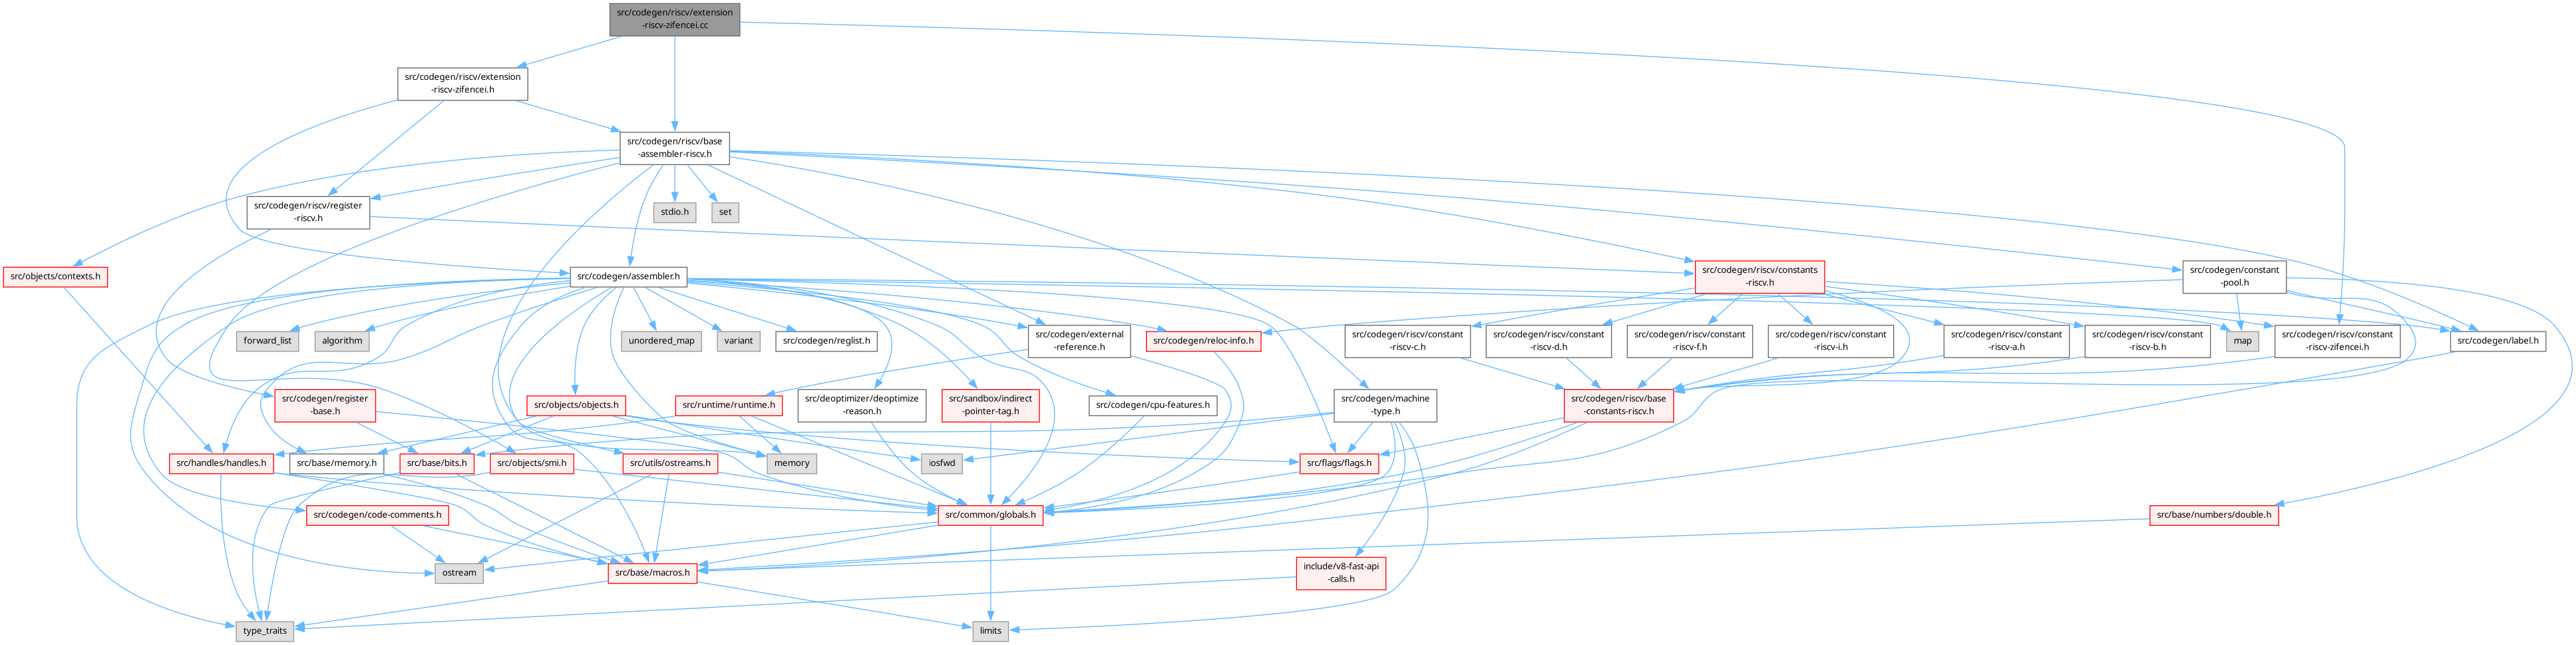 src/codegen/riscv/extension
-riscv-zifencei.cc
src/codegen/riscv/extension
-riscv-zifencei.h
src/codegen/riscv/base
-assembler-riscv.h
src/codegen/riscv/register
-riscv.h
stdio.h
set
src/objects/contexts.h
src/codegen/assembler.h
src/codegen/riscv/constants
-riscv.h
src/codegen/constant
-pool.h
forward_list
algorithm
unordered_map
variant
src/codegen/reglist.h
src/codegen/external
-reference.h
src/codegen/reloc-info.h
src/codegen/riscv/constant
-riscv-c.h
src/codegen/riscv/constant
-riscv-d.h
src/codegen/riscv/constant
-riscv-f.h
src/codegen/riscv/constant
-riscv-i.h
src/codegen/riscv/constant
-riscv-a.h
src/codegen/riscv/constant
-riscv-b.h
map
src/codegen/riscv/constant
-riscv-zifencei.h
src/codegen/label.h
src/codegen/register
-base.h
src/objects/objects.h
src/runtime/runtime.h
src/deoptimizer/deoptimize
-reason.h
src/sandbox/indirect
-pointer-tag.h
src/codegen/cpu-features.h
src/codegen/machine
-type.h
src/codegen/riscv/base
-constants-riscv.h
src/handles/handles.h
src/base/memory.h
src/base/bits.h
src/objects/smi.h
src/utils/ostreams.h
memory
iosfwd
src/flags/flags.h
src/codegen/code-comments.h
src/common/globals.h
src/base/numbers/double.h
ostream
src/base/macros.h
include/v8-fast-api
-calls.h
type_traits
limits